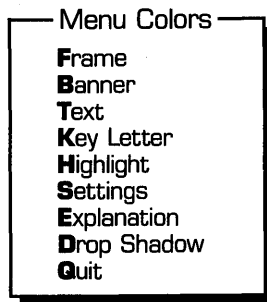 Menu Colors
Frame
Banner
Text
Key Letter
Highlight
Settings
Explanation
Drop Shadow
Quit